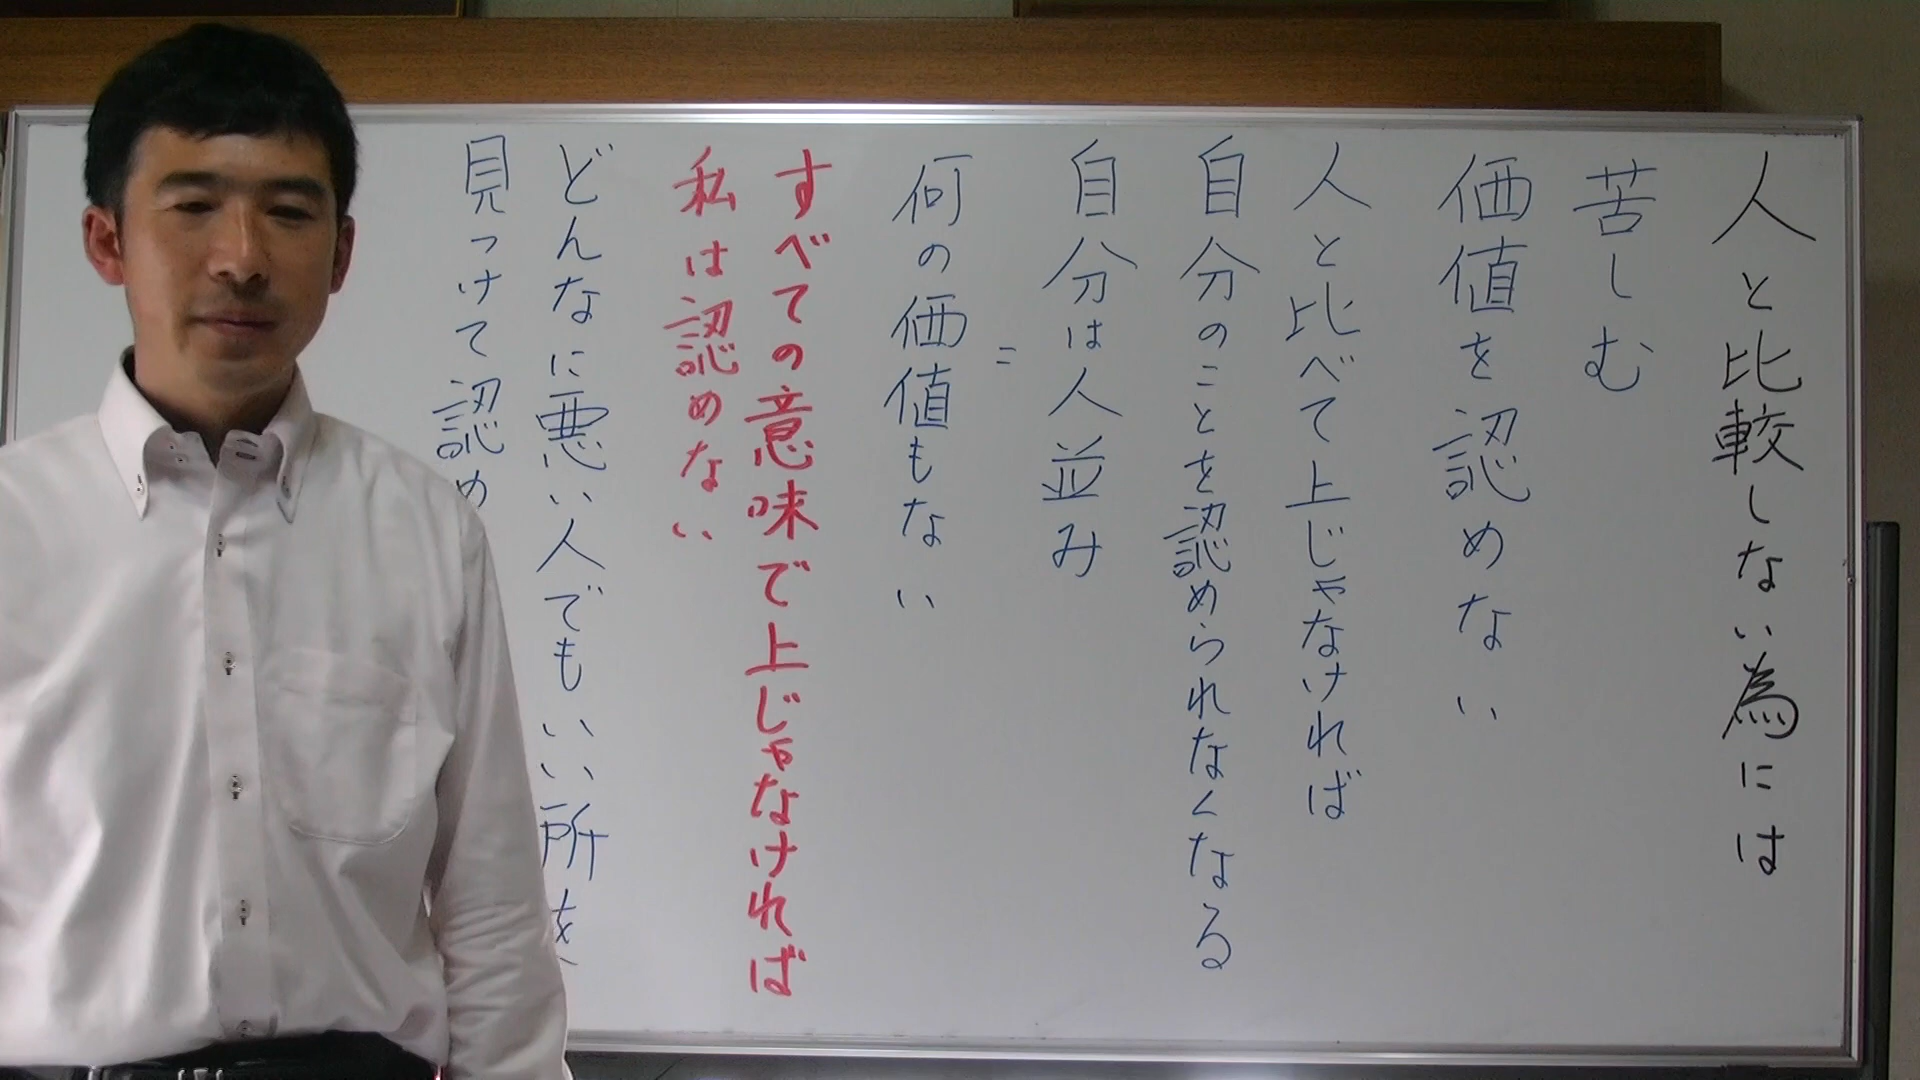 人と比較しない為には
苦しむ
価値を認めない
人と比べて上じゃなければ
自分のことを認められなくなる
自分は人並み
=
何の価値もない
すべての意味で上じゃなければ
私は認めない
どんなに悪い人でもいい所を
見つけて認め